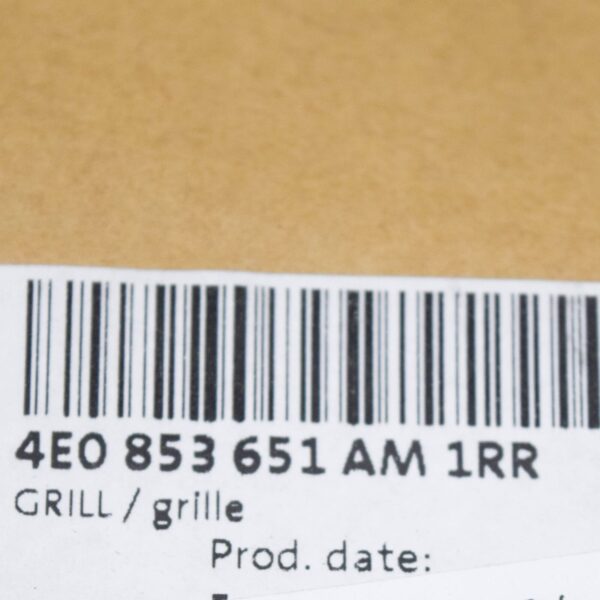 4E0 853 651 AM 1RR
GRILL / grille
Prod. date: